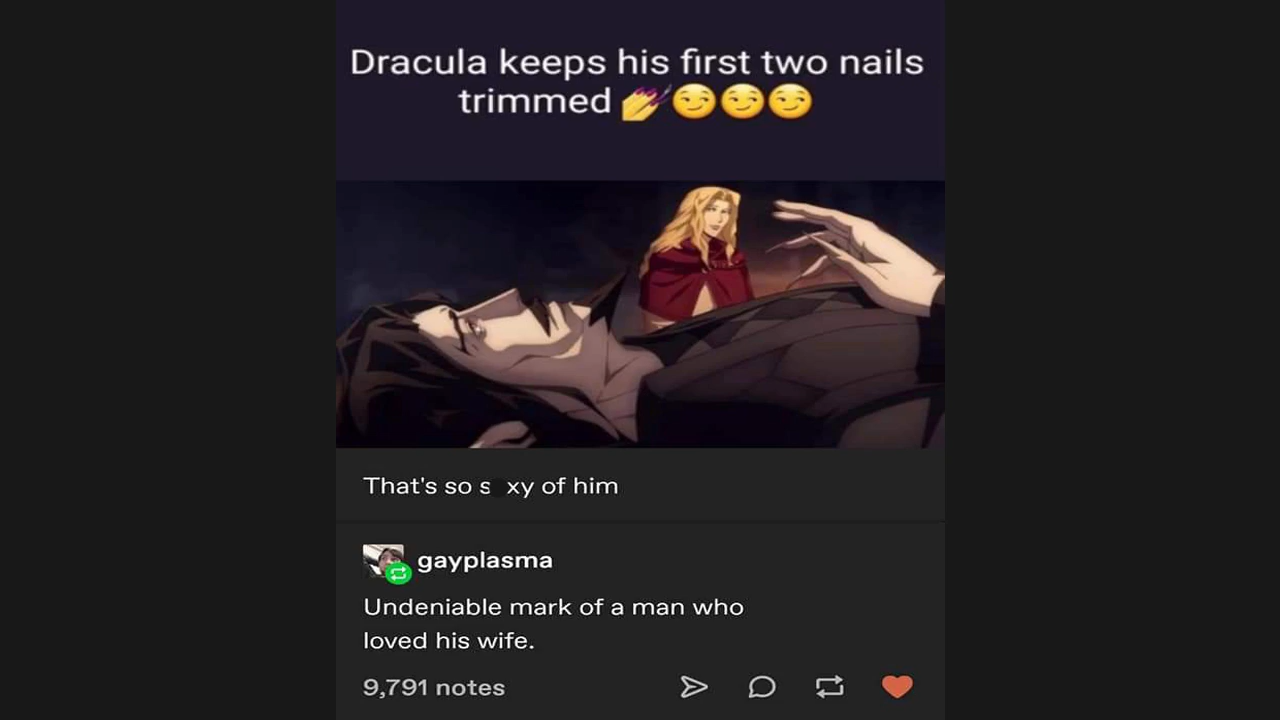 Dracula keeps his first two nails
trimmed 💅😏😏😏
That's so s xy of him
gayplasma
Undeniable mark of a man who
loved his wife.
9,791 notes